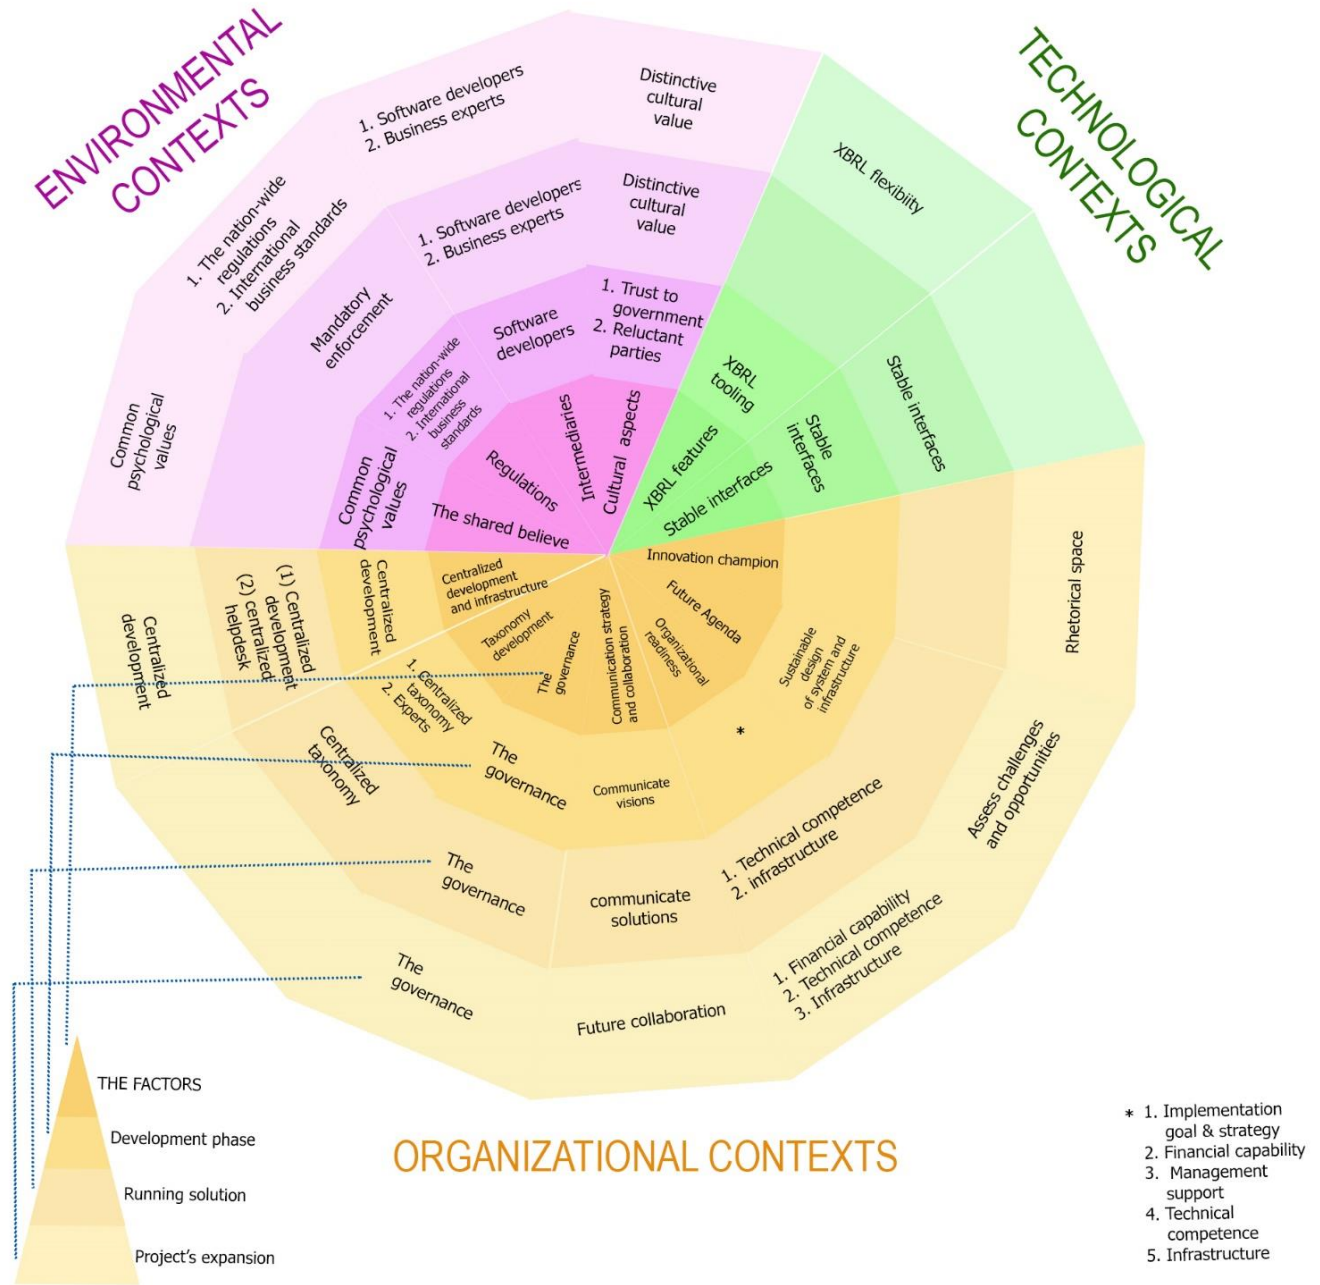 ENVIRONMENTAL
CONTEXTS
TECHNOLOGICAL
CONTEXTS
1. Software developers
2. Business experts
Distinctive
cultural
value
XBRL flexibiity
1. The nation-wide
regulations
2. International
business standards
1. Software developers
2. Business experts
Distinctive
cultural
value
Mandatory
enforcement
Software
developers
1. Trust to
government
2. Reluctant
parties
XBRL
tooling
Stable interfaces
Common
psychological
values
1. The nation-wide
regulations
2. International
business
standards
Common
psychological
values
Regulations
Intermediaries
Cultural aspects
XBRL features
Stable
interfaces
The shared believe
Stable interfaces
Centralized
development
(1) Centralized
development
(2) centralized
helpdesk
Centralized
development
Centralized
development
and infrastructure
Innovation champion
Rhetorical space
Taxonomy
development
The
governance
Communication strategy
and collaboration
Organizational
readiness
Future Agenda
Sustainable
design
of system and
infrastructure
1. Centralized
taxonomy
2. Experts
*
Centralized
taxonomy
The
governance
Communicate
visions
Assess challenges
and opportunities
The
governance
communicate
solutions
1. Technical competence
2. infrastructure
The
governance
Future collaboration
1. Financial capability
2. Technical competence
3. Infrastructure
THE FACTORS
Development phase
Running solution
Project's expansion
ORGANIZATIONAL CONTEXTS
* 1. Implementation
goal & strategy
2. Financial capability
3. Management
support
4. Technical
competence
5. Infrastructure